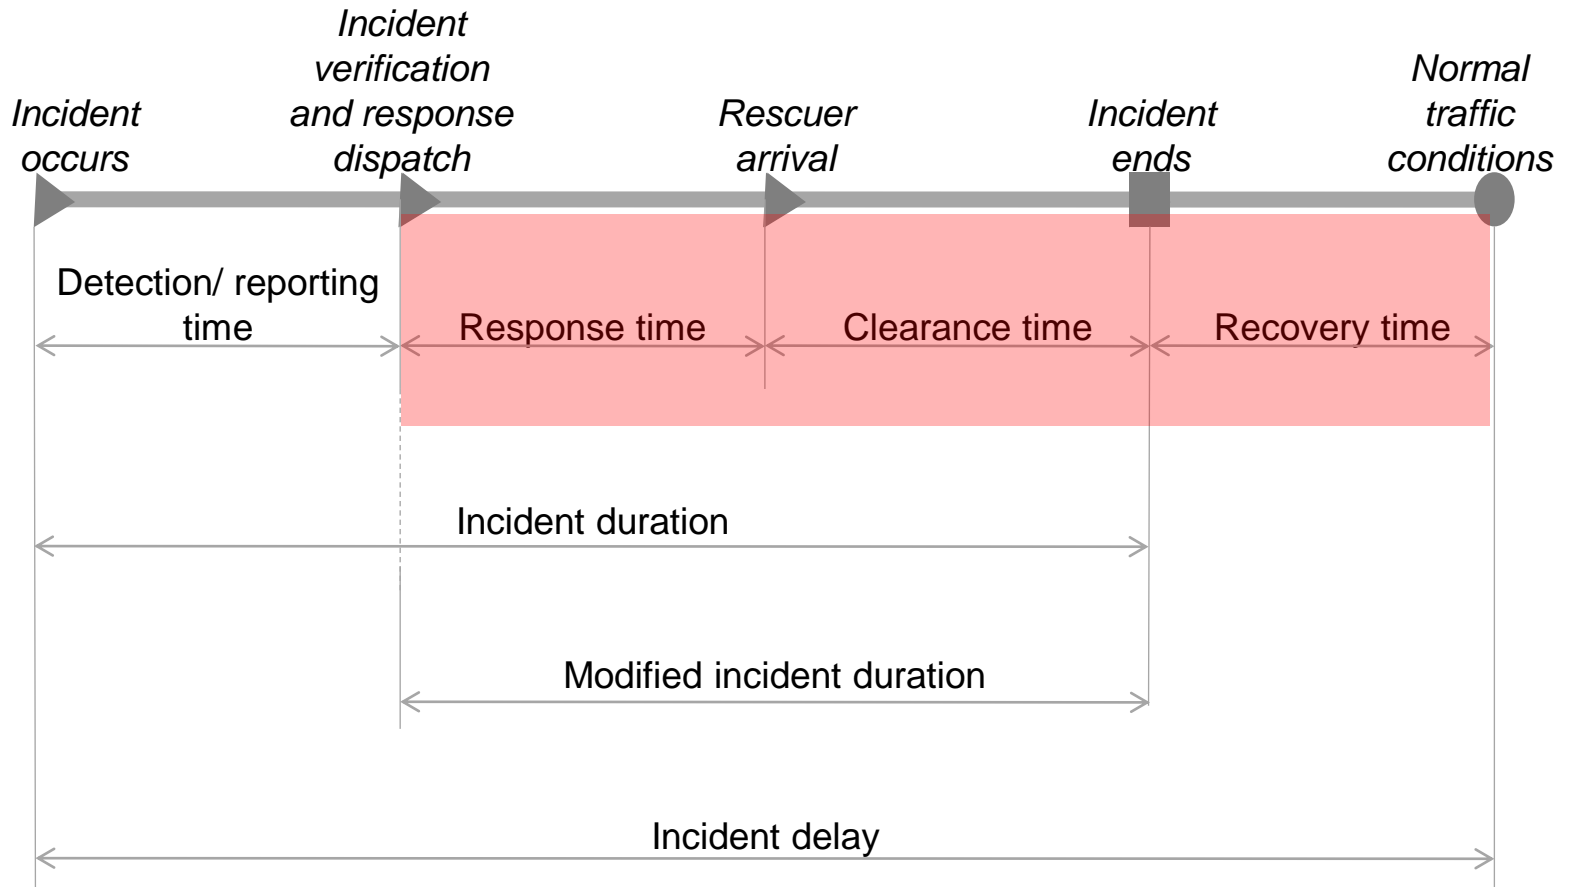 Incident
occurs
Incident
verification
and response
dispatch
Rescuer
arrival
Incident
ends
Normal
traffic
conditions
Detection/ reporting
time
Response time
Clearance time
Recovery time
Incident duration
Modified incident duration
Incident delay